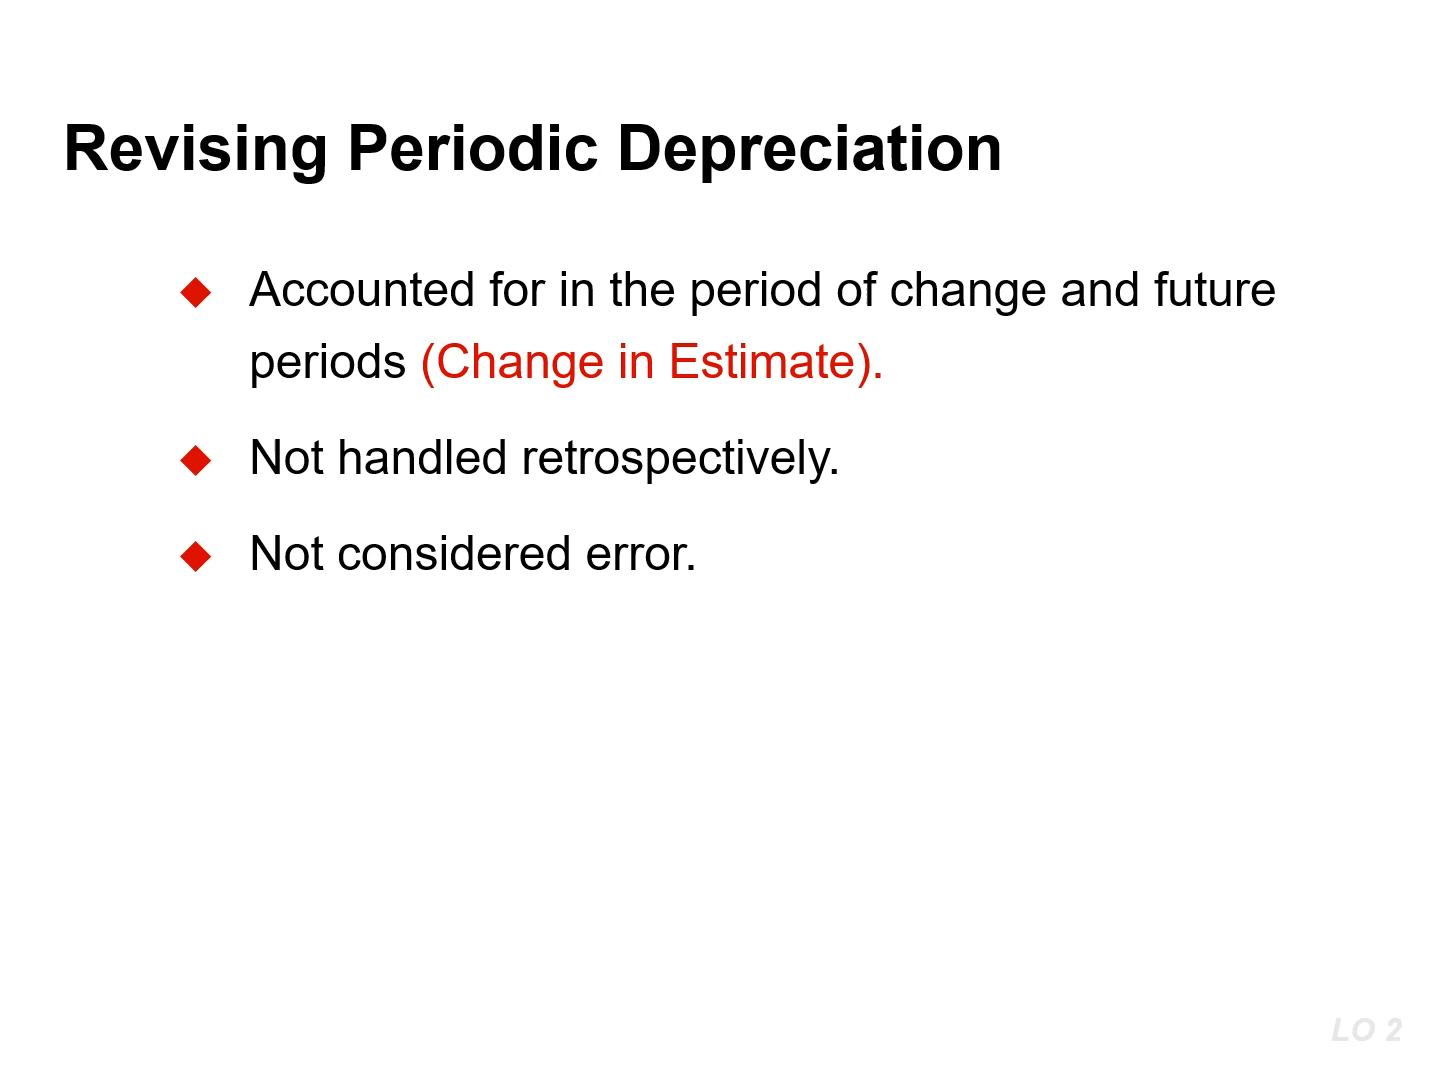 Revising Periodic Depreciation
Accounted for in the period of change and future
periods (Change in Estimate).
Not handled retrospectively.
Not considered error.
LO 2